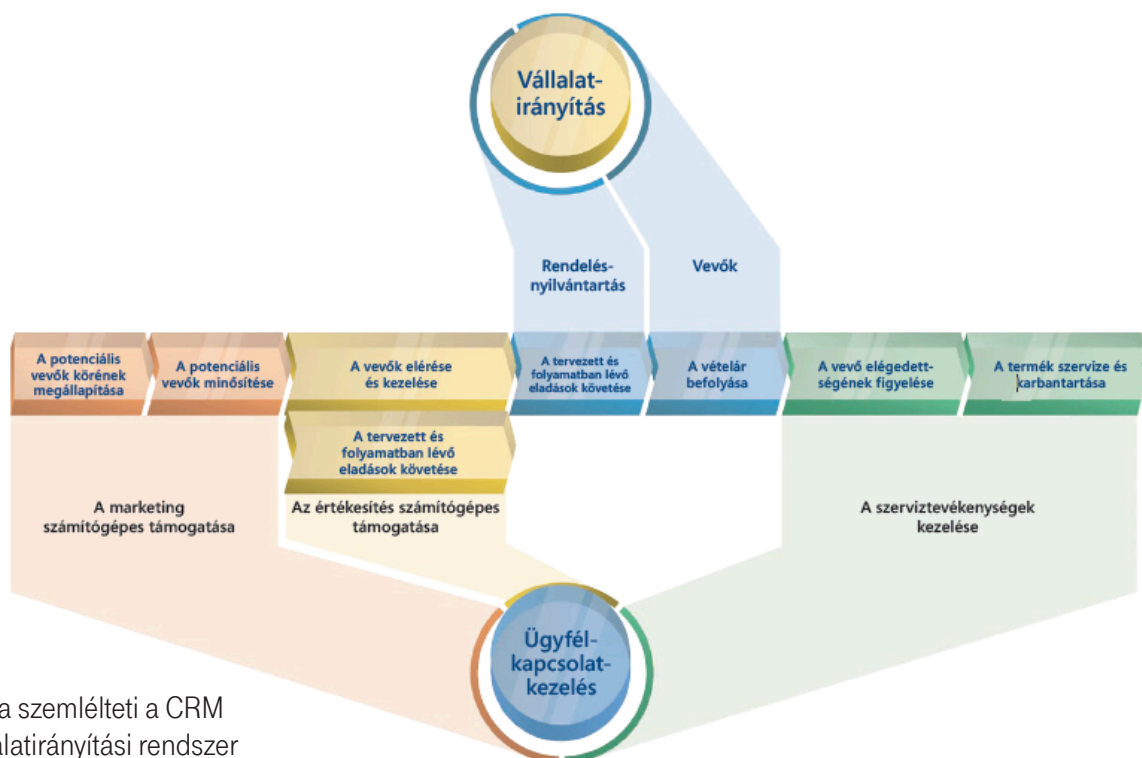 Vállalat-
irányítás
Rendelés-
nyilvántartás
Vevők
A potenciális
vevők körének
megállapítása
A potenciális
vevők minősítése
A vevők elérése
és kezelése
A tervezett és
folyamatban lévő
eladások követése
A vételár
befolyása
A vevő elégedett-
ségének figyelése
A termék szervize és
karbantartása
A tervezett és
folyamatban lévő
eladások követése
A marketing
számítógépes támogatása
Az értékesítés számítógépes
támogatása
A szerviztevékenységek
kezelése
Ügyfél-
kapcsolat-
kezelés
a szemlélteti a CRM
alatirányítási rendszer